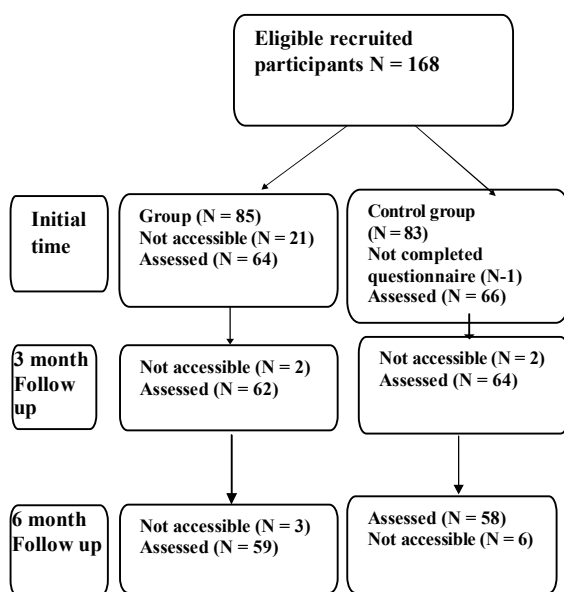 Eligible recruited
participants N = 168
Initial
time
Group (N = 85)
Not accessible (N = 21)
Assessed (N = 64)
Control group
(N = 83)
Not completed
questionnaire (N-1)
Assessed (N = 66)
3 month
Follow
up
Not accessible (N = 2)
Assessed (N = 62)
Not accessible (N = 2)
Assessed (N = 64)
6 month
Follow up
Not accessible (N = 3)
Assessed (N = 59)
Assessed (N = 58)
Not accessible (N = 6)